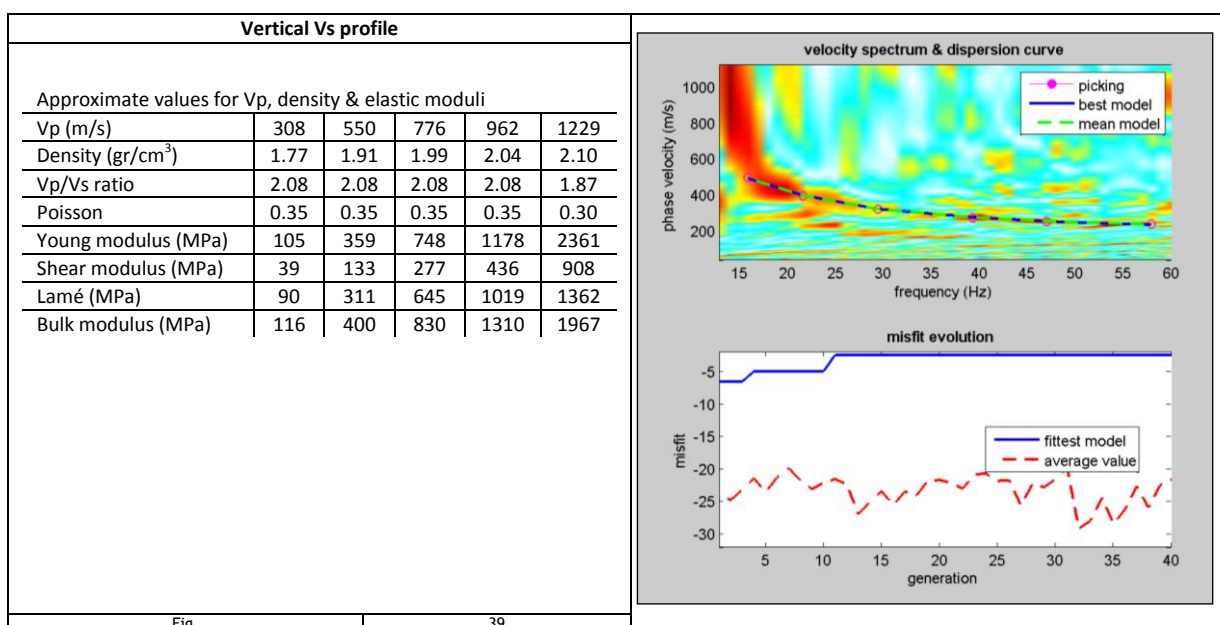 Vertical Vs profile
Approximate values for Vp, density & elastic moduli
Vp (m/s) 308 550 776 962 1229
Density (gr/cm³) 1.77 1.91 1.99 2.04 2.10
Vp/Vs ratio 2.08 2.08 2.08 2.08 1.87
Poisson 0.35 0.35 0.35 0.35 0.30
Young modulus (MPa) 105 359 748 1178 2361
Shear modulus (MPa) 39 133 277 436 908
Lamé (MPa) 90 311 645 1019 1362
Bulk modulus (MPa) 116 400 830 1310 1967
Fig 39
velocity spectrum & dispersion curve
1000
800
600
400
200
phase velocity (m/s)
picking
best model
mean model
15 20 25 30 35 40 45 50 55 60
frequency (Hz)
misfit evolution
-5
-10
-15
-20
-25
-30
misfit
fittest model
average value
5 10 15 20 25 30 35 40
generation